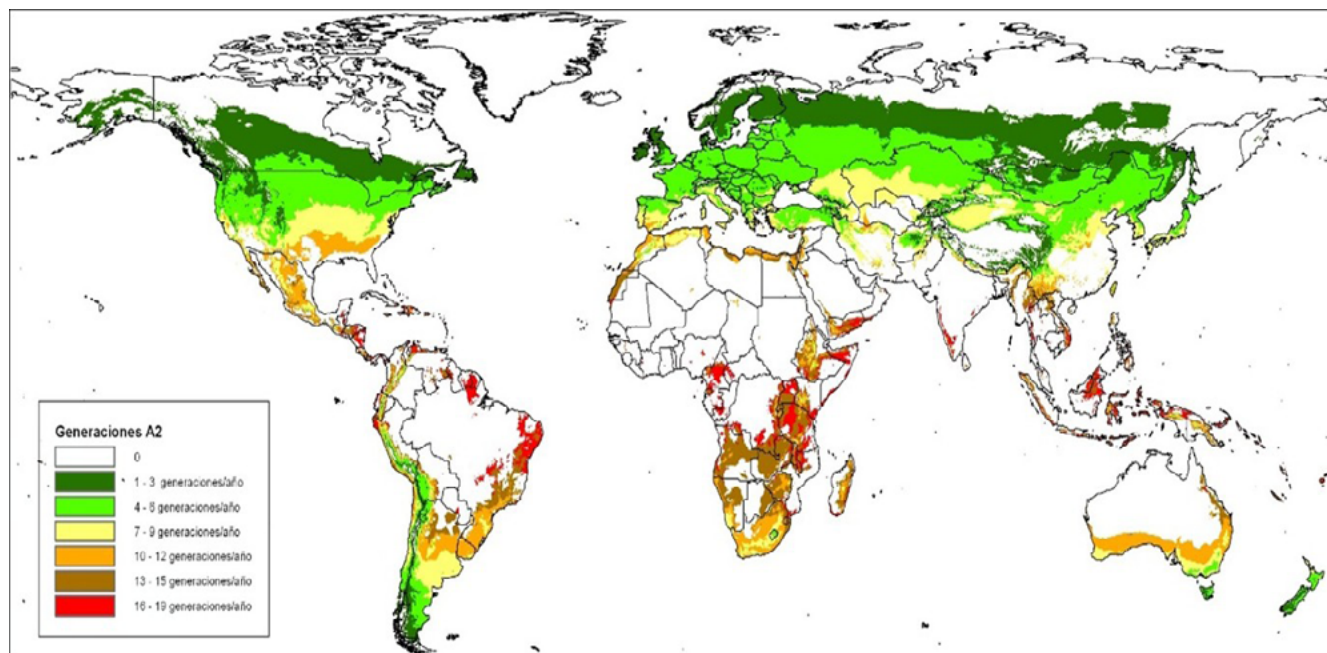 Generaciones A2
0
1 - 3 generaciones/año
4 - 6 generaciones/año
7 - 9 generaciones/año
10 - 12 generaciones/año
13 - 15 generaciones/año
16 - 19 generaciones/año